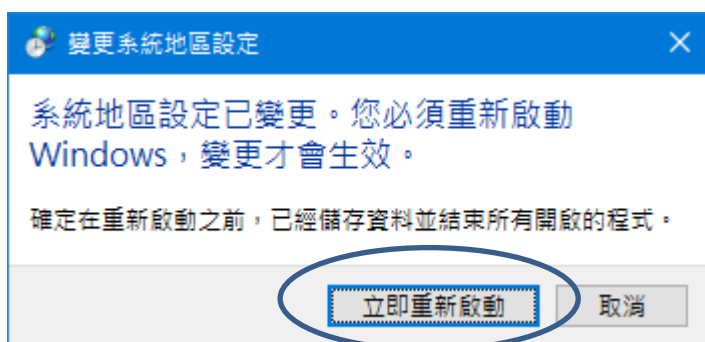 變更系統地區設定
系統地區設定已變更。您必須重新啟動
Windows，變更才會生效。
確定在重新啟動之前，已經儲存資料並結束所有開啟的程式。
立即重新啟動
取消